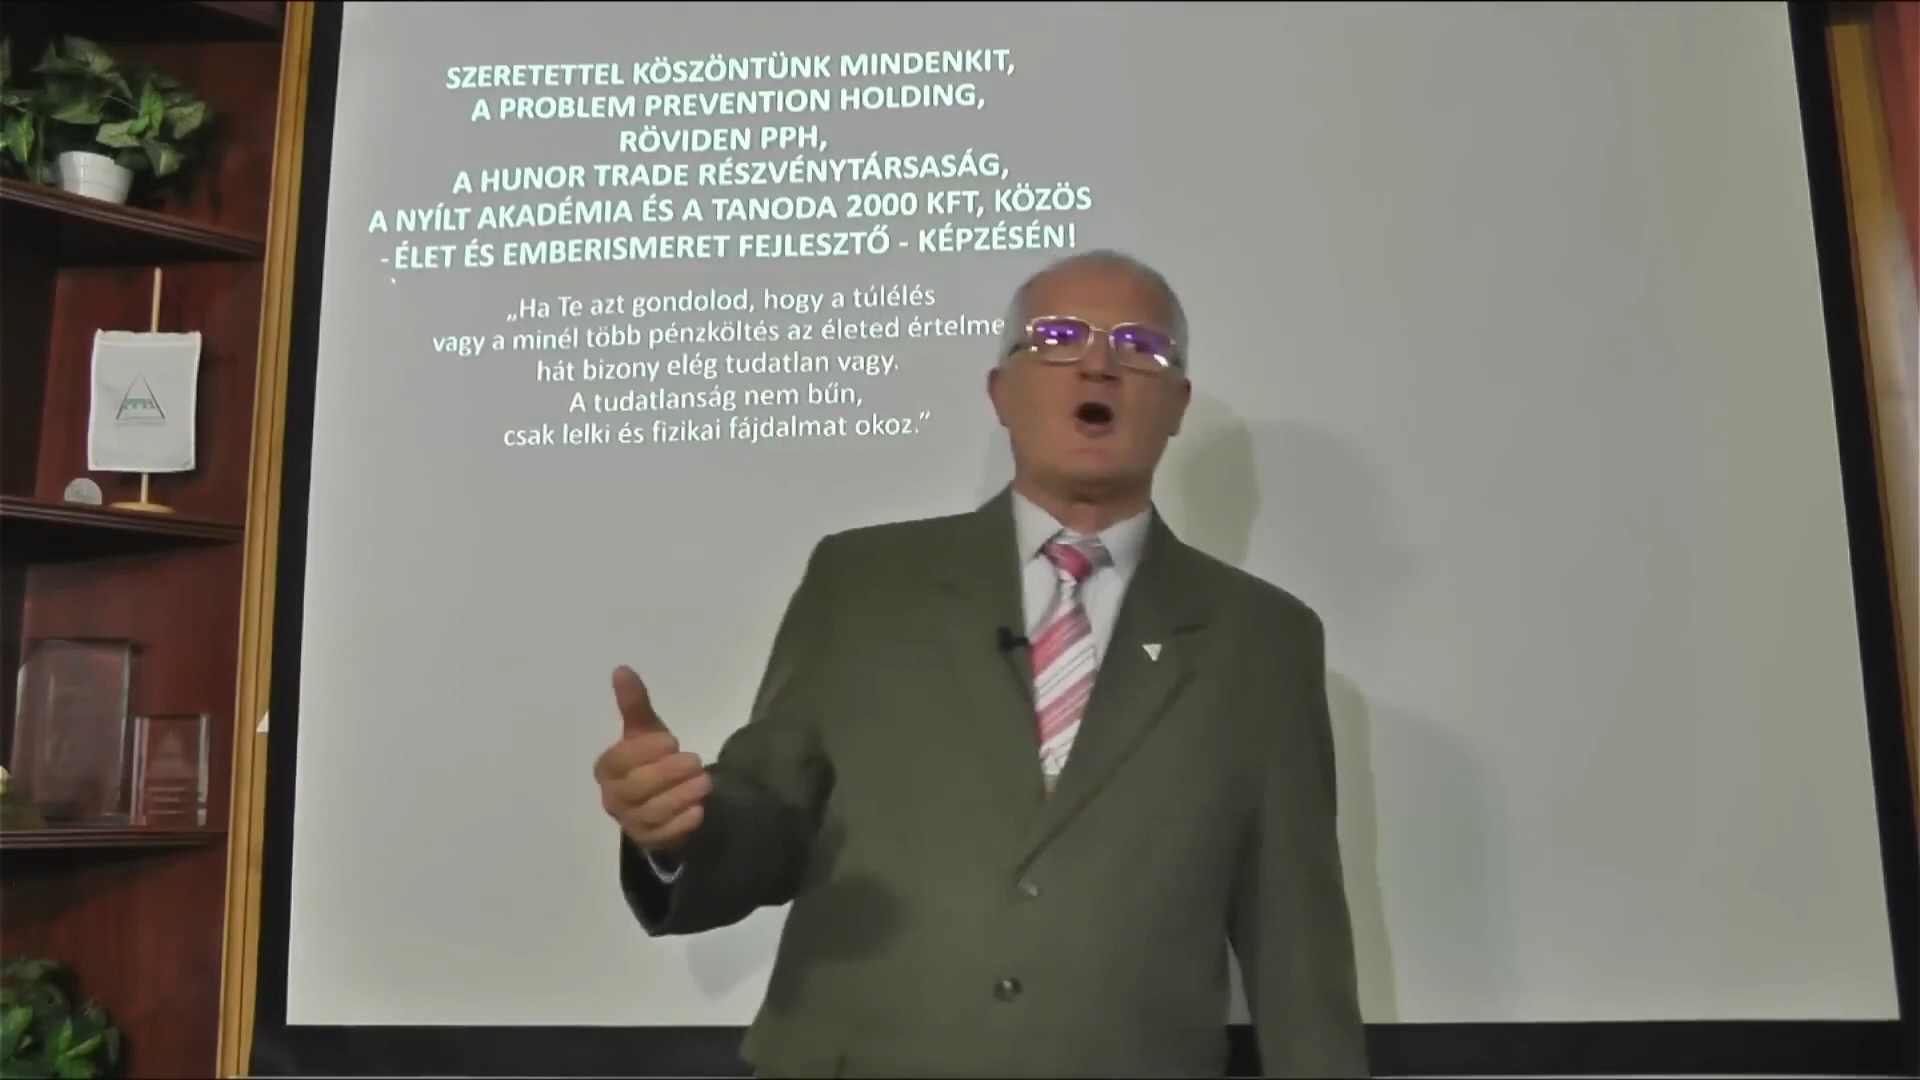 SZERETETTEL KÖSZÖNTÜNK MINDENKIT,
A PROBLEM PREVENTION HOLDING,
RÖVIDEN PPH,
A HUNOR TRADE RÉSZVÉNYTÁRSASÁG,
A NYÍLT AKADÉMIA ÉS A TANODA 2000 KFT, KÖZÖS
- ÉLET ÉS EMBERISMERET FEJLESZTŐ - KÉPZÉSÉN!
„Ha Te azt gondolod, hogy a túlélés
vagy a minél több pénzköltés az életed értelme
hát bizony elég tudatlan vagy.
A tudatlanság nem bűn,
csak lelki és fizikai fájdalmat okoz.”